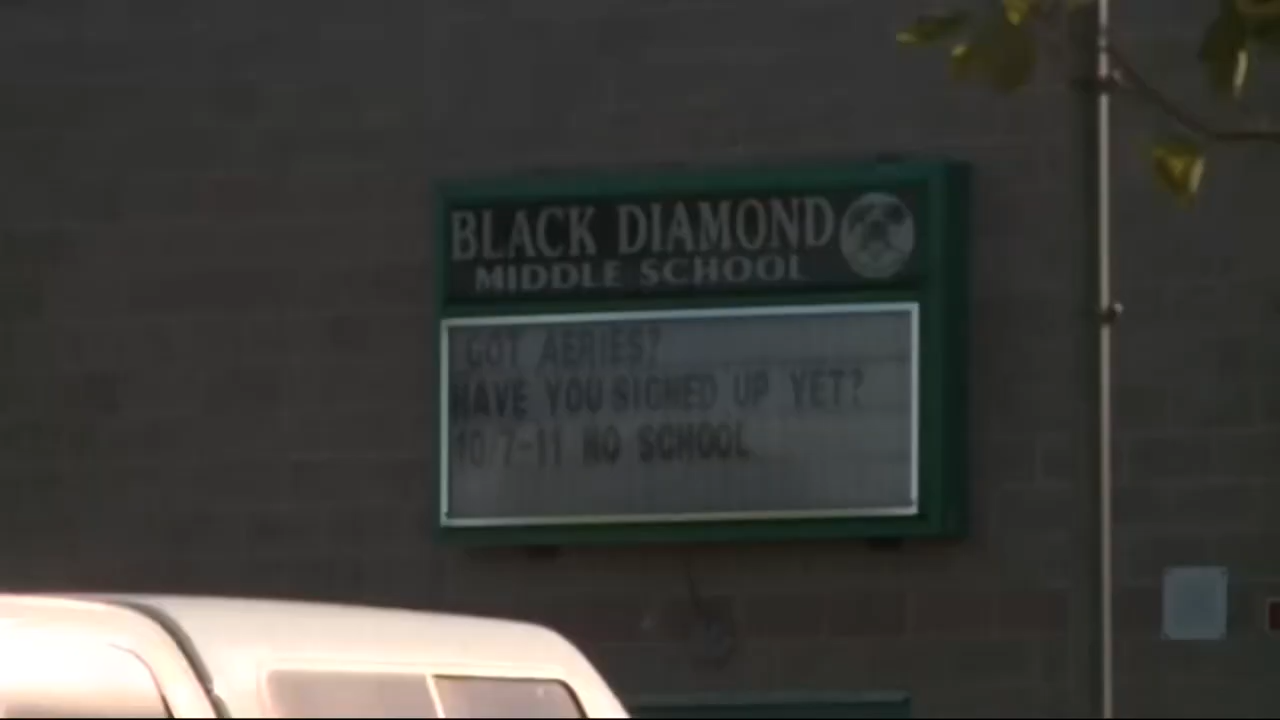 BLACK DIAMOND
MIDDLE SCHOOL
GOT AERIES?
HAVE YOU SIGNED UP YET?
10/7-11 NO SCHOOL